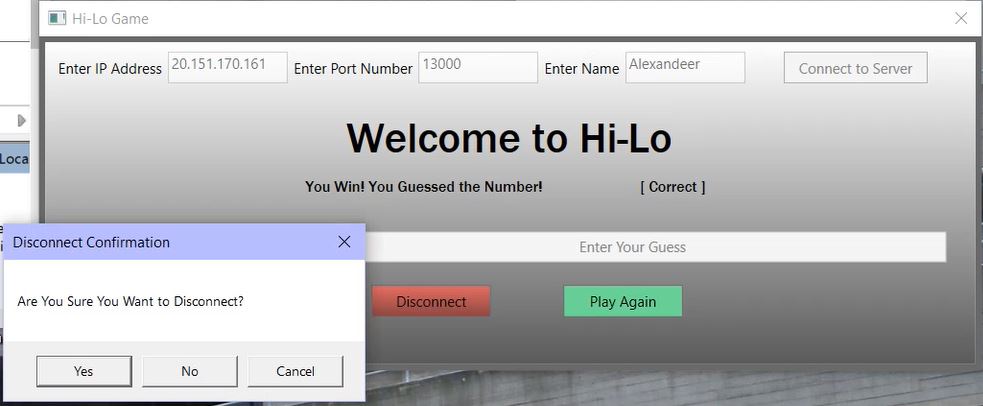 Hi-Lo Game
Enter IP Address 20.151.170.161 Enter Port Number 13000 Enter Name Alexandeer Connect to Server
Welcome to Hi-Lo
Loca
You Win! You Guessed the Number! [ Correct ]
Disconnect Confirmation
Enter Your Guess
Are You Sure You Want to Disconnect?
Disconnect Play Again
Yes No Cancel